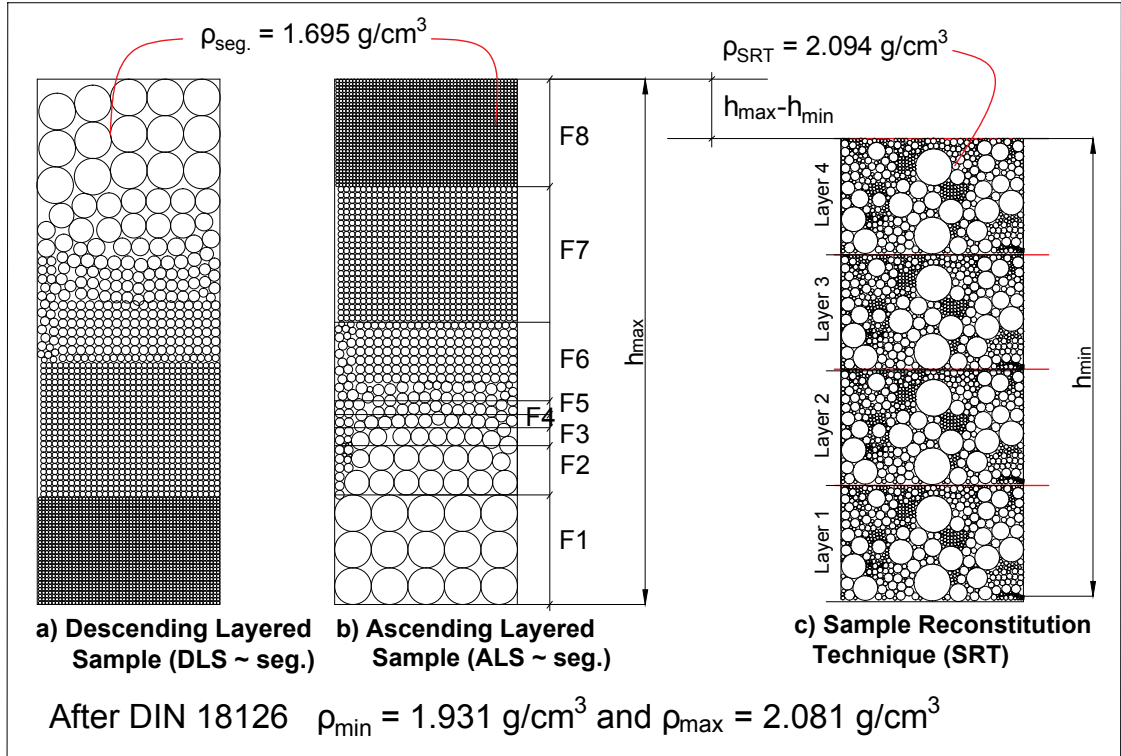 ρseg. = 1.695 g/cm³
ρSRT = 2.094 g/cm³
hmax-hmin
F8
F7
F6
F5
F4
F3
F2
F1
hmax
Layer 4
Layer 3
Layer 2
Layer 1
hmin
a) Descending Layered
Sample (DLS ~ seg.)
b) Ascending Layered
Sample (ALS ~ seg.)
c) Sample Reconstitution
Technique (SRT)
After DIN 18126 ρmin = 1.931 g/cm³ and ρmax = 2.081 g/cm³